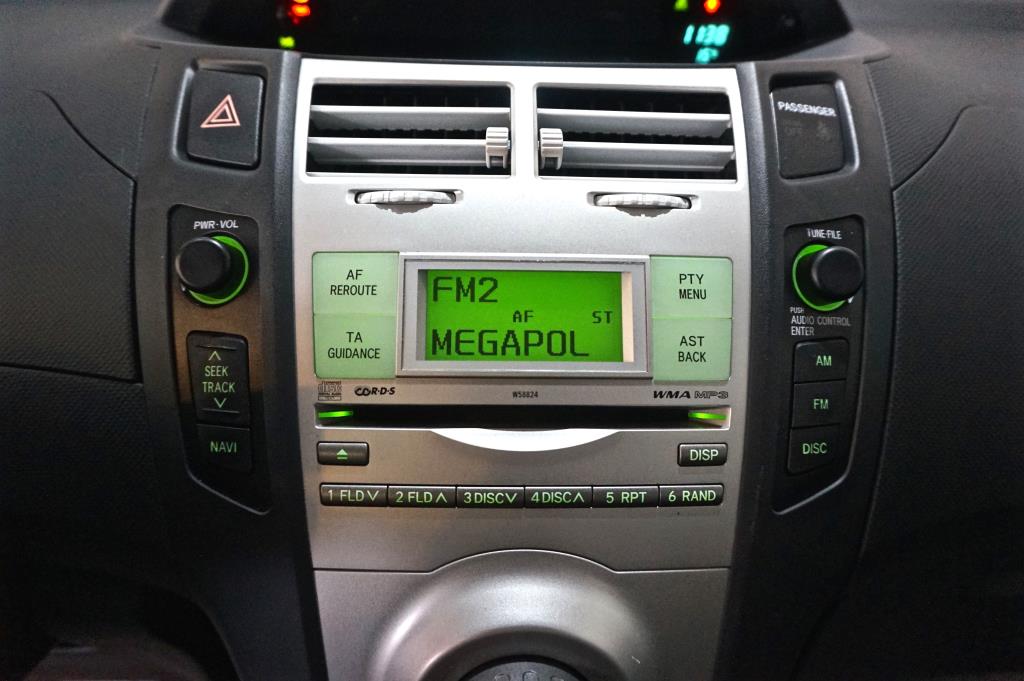 1138
PASSENGER
OFF
PWR·VOL
TUNE·FILE
AF
REROUTE
FM2
PTY
MENU
AF ST
TA
GUIDANCE
MEGAPOL
AST
BACK
PUSH
AUDIO CONTROL
ENTER
SEEK
TRACK
NAVI
AM
FM
DISC
R·D·S
W58824
WMA MP3
DISP
1 FLD ∨
2 FLD ∧
3 DISC ∨
4 DISC ∧
5 RPT
6 RAND